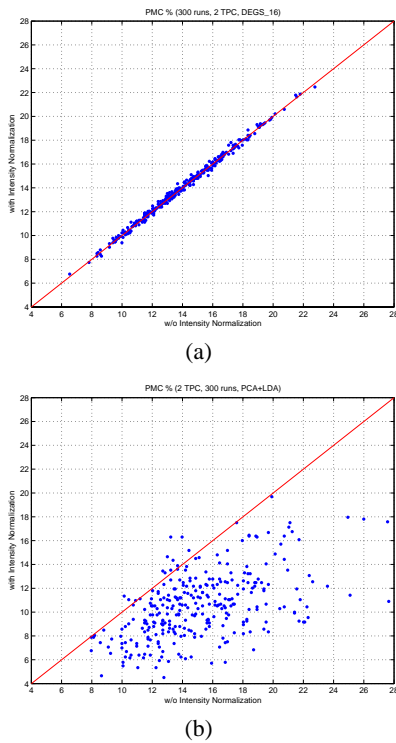 PMC % (300 runs, 2 TPC, DEGS_16)
28
26
24
22
20
18
16
14
12
10
8
6
4
with Intensity Normalization
4 6 8 10 12 14 16 18 20 22 24 26 28
w/o Intensity Normalization
(a)
PMC % (2 TPC, 300 runs, PCA+LDA)
28
26
24
22
20
18
16
14
12
10
8
6
4
with Intensity Normalization
4 6 8 10 12 14 16 18 20 22 24 26 28
w/o Intensity Normalization
(b)